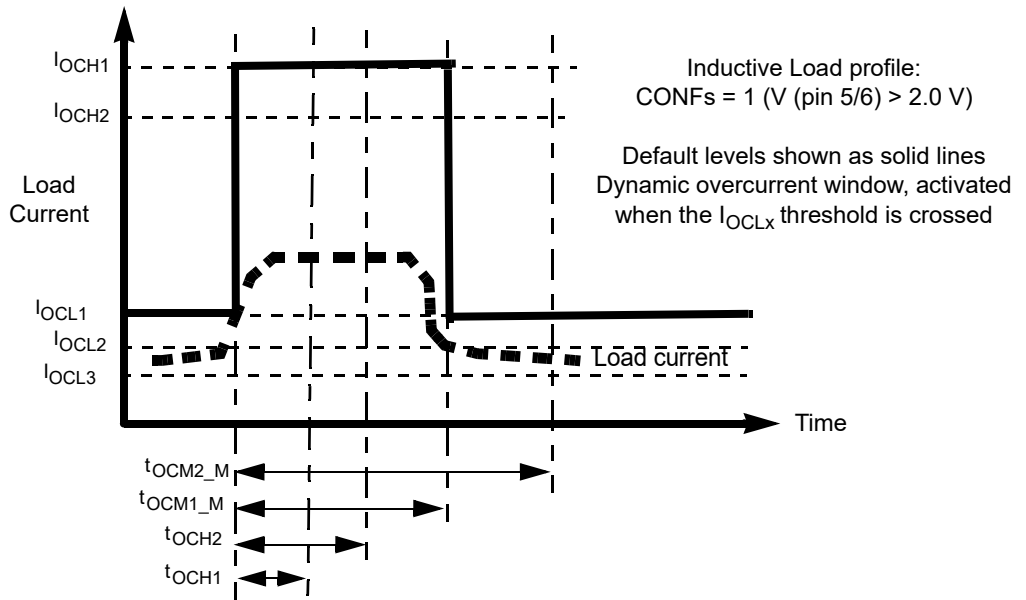 I_OCH1
I_OCH2
Load
Current
I_OCL1
I_OCL2
I_OCL3
Inductive Load profile:
CONFs = 1 (V (pin 5/6) > 2.0 V)
Default levels shown as solid lines
Dynamic overcurrent window, activated
when the I_OCLx threshold is crossed
Load current
Time
t_OCM2_M
t_OCM1_M
t_OCH2
t_OCH1